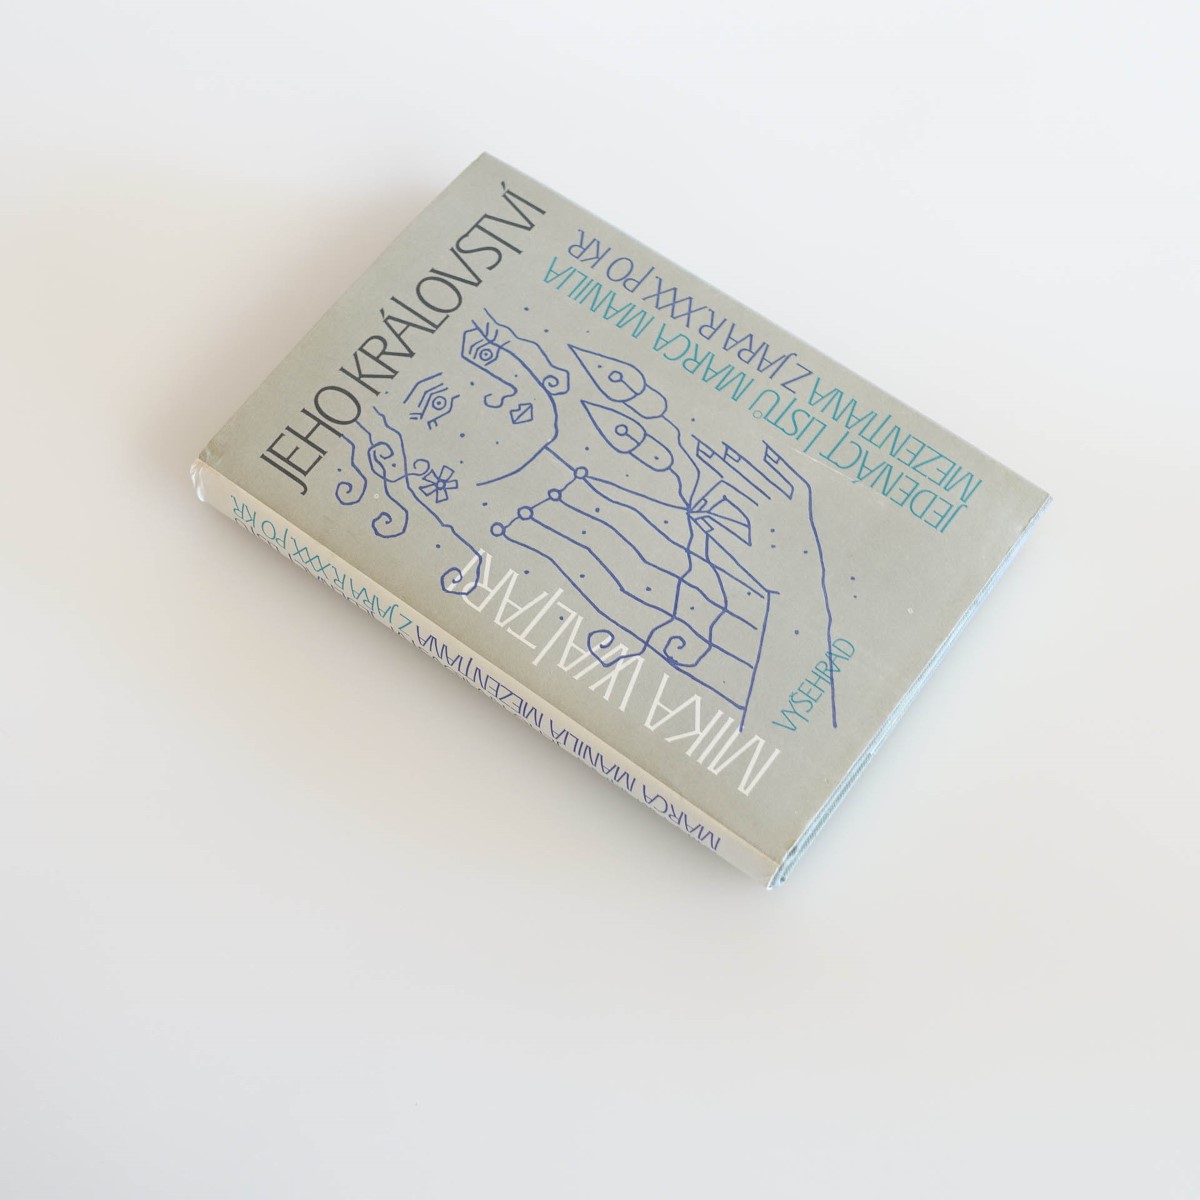 JEHO KRÁLOVSTVÍ
MIKA WALTARI
JEDENÁCT LISTŮ MARCA MANILIA
MEZENTIANA Z JARA R. XXX. PO KR.
VYŠEHRAD
MARCA MANILIA MEZENTIANA Z JARA R. XXX. PO KR.